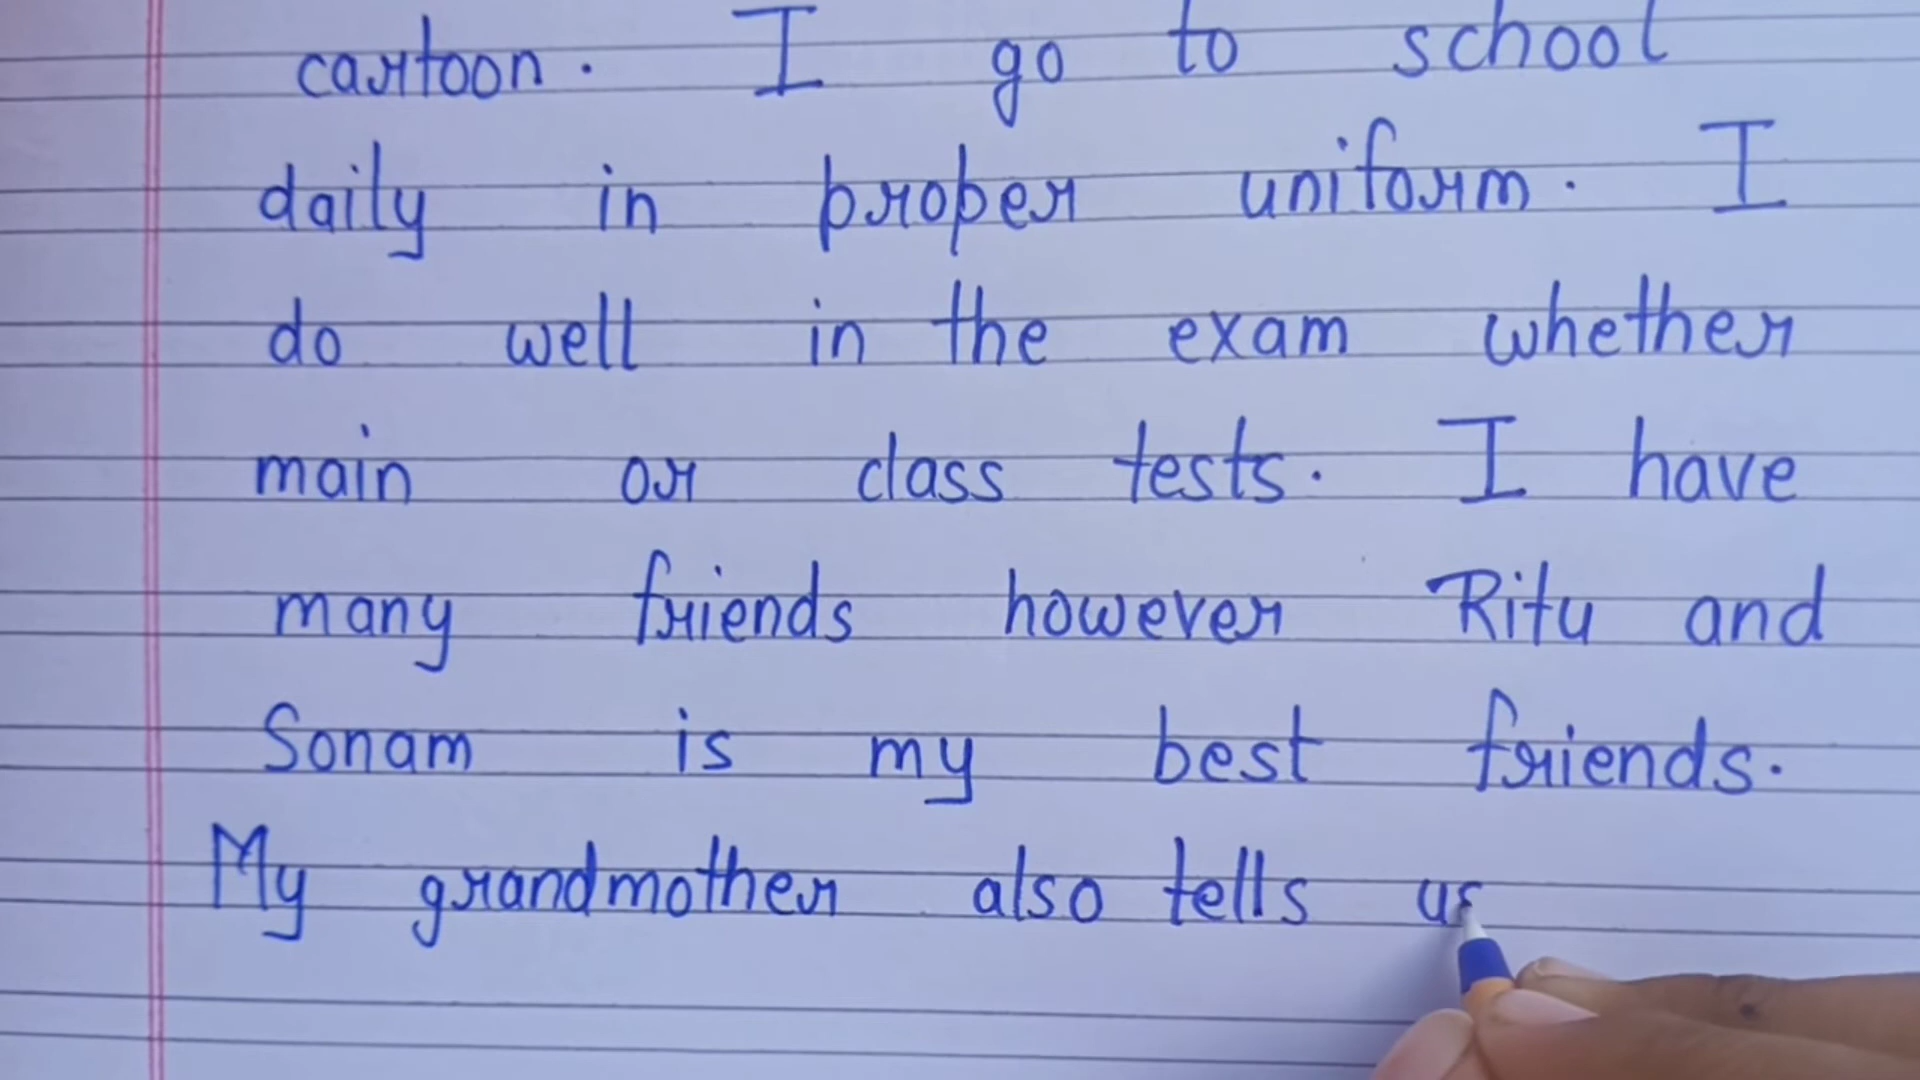 cartoon. I go to school
daily in proper uniform. I
do well in the exam whether
main or class tests. I have
many friends however Ritu and
Sonam is my best friends.
My grandmother also tells us